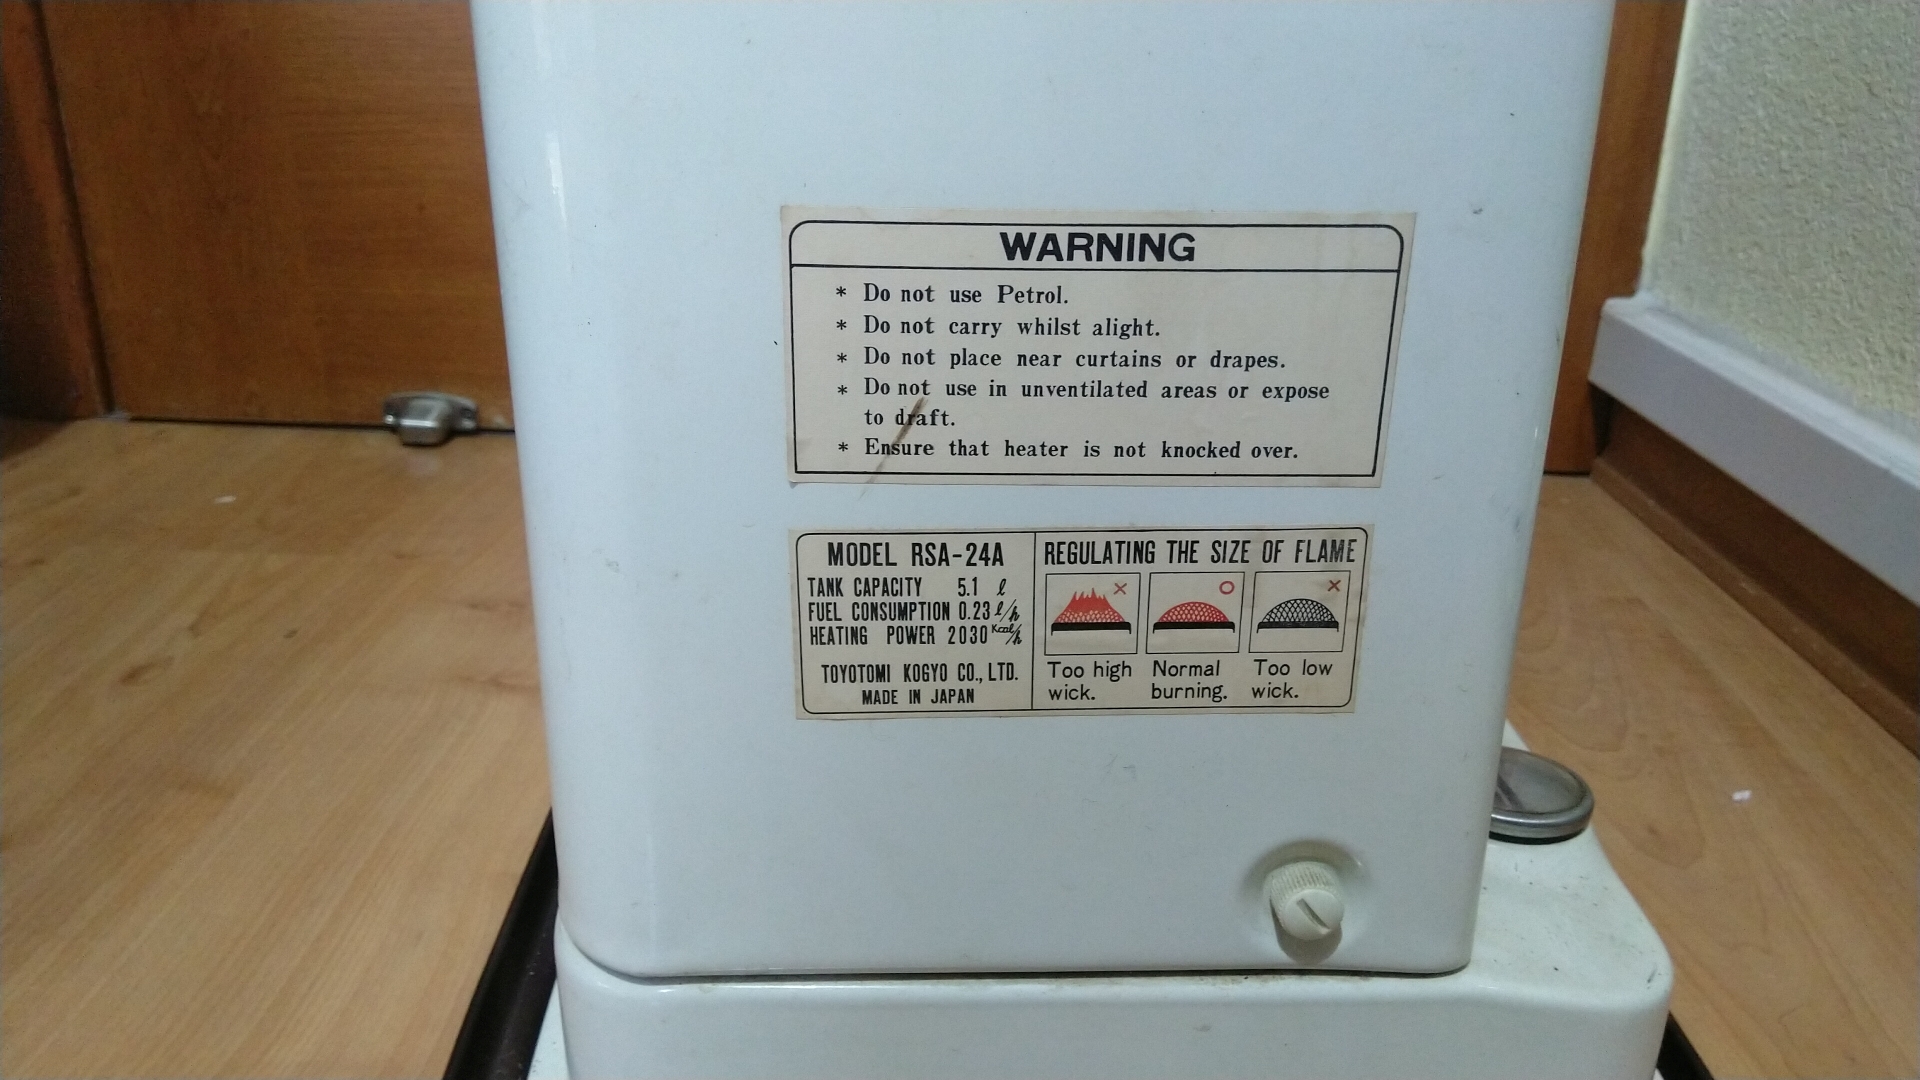 WARNING
* Do not use Petrol.
* Do not carry whilst alight.
* Do not place near curtains or drapes.
* Do not use in unventilated areas or expose
to draft.
* Ensure that heater is not knocked over.
MODEL RSA-24A
TANK CAPACITY 5.1 ℓ
FUEL CONSUMPTION 0.23 ℓ/h
HEATING POWER 2030 Kcal/h
TOYOTOMI KOGYO CO., LTD.
MADE IN JAPAN
REGULATING THE SIZE OF FLAME
× ○ ×
Too high wick.
Normal burning.
Too low wick.